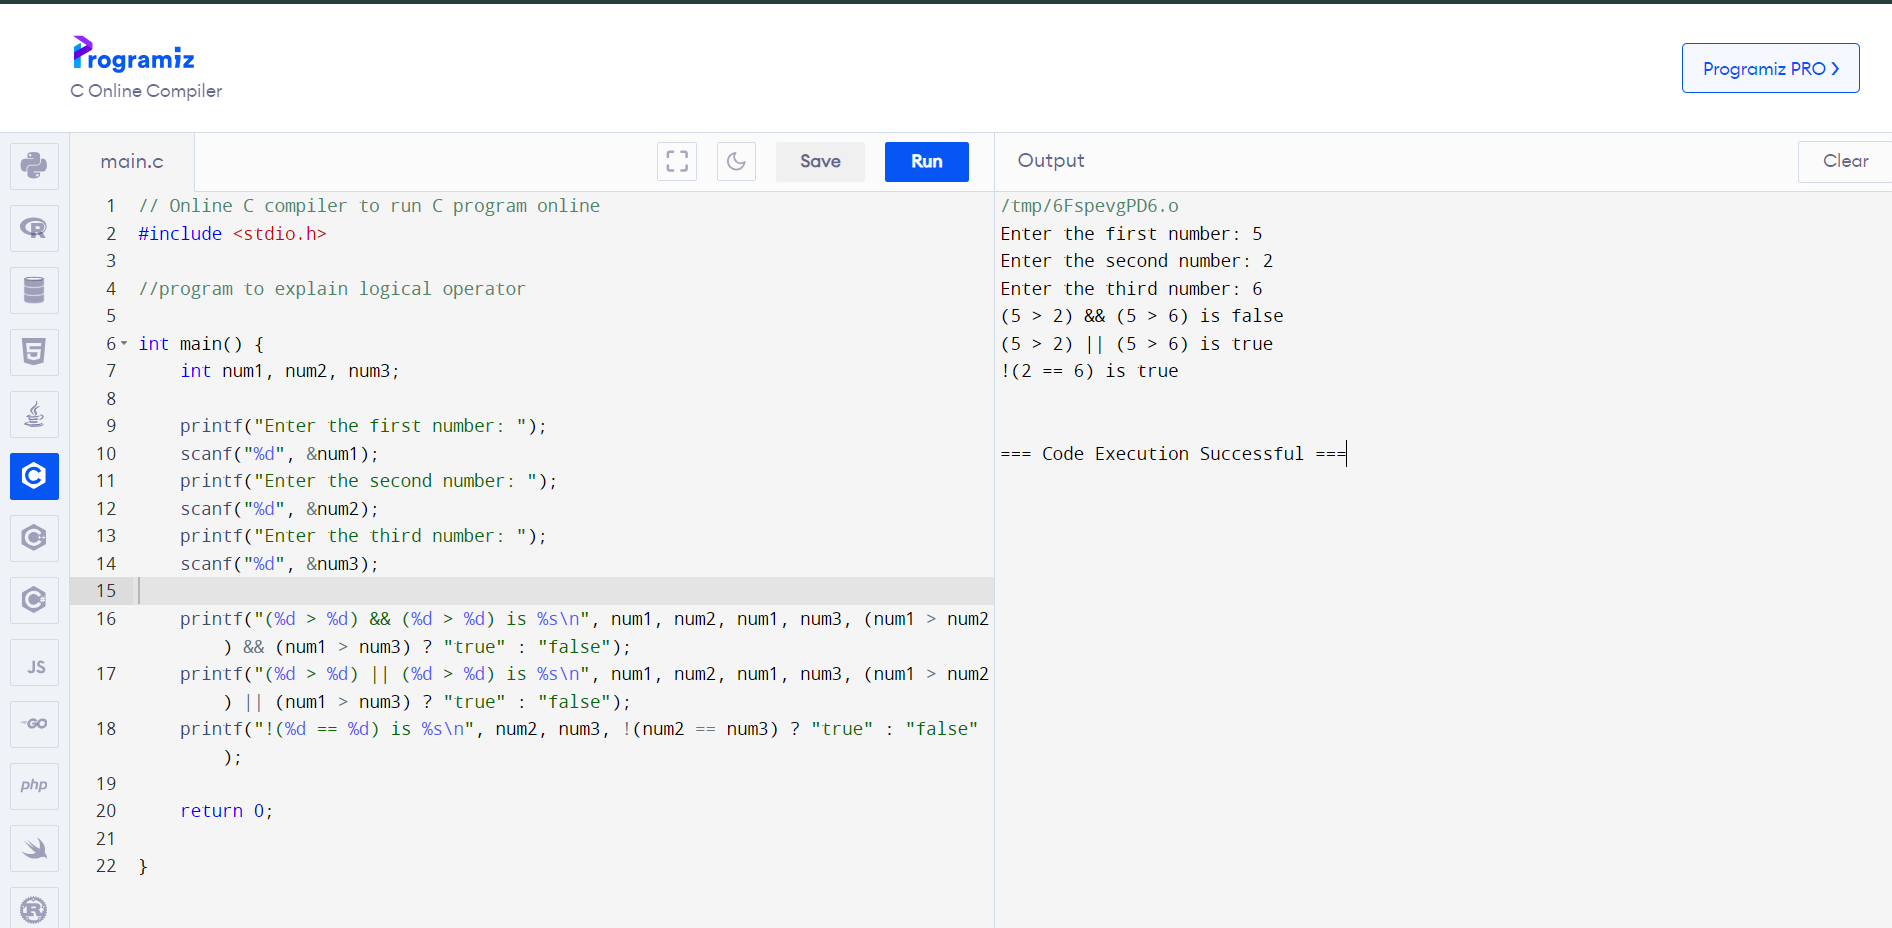 Programiz
C Online Compiler
Programiz PRO >
main.c
Save
Run
Output
Clear
1 // Online C compiler to run C program online
2 #include <stdio.h>
3
4 //program to explain logical operator
5
6 int main() {
7     int num1, num2, num3;
8
9     printf("Enter the first number: ");
10     scanf("%d", &num1);
11     printf("Enter the second number: ");
12     scanf("%d", &num2);
13     printf("Enter the third number: ");
14     scanf("%d", &num3);
15
16     printf("(%d > %d) && (%d > %d) is %s\n", num1, num2, num1, num3, (num1 > num2
) && (num1 > num3) ? "true" : "false");
17     printf("(%d > %d) || (%d > %d) is %s\n", num1, num2, num1, num3, (num1 > num2
) || (num1 > num3) ? "true" : "false");
18     printf("!(%d == %d) is %s\n", num2, num3, !(num2 == num3) ? "true" : "false"
);
19
20     return 0;
21
22 }
/tmp/6FspevgPD6.o
Enter the first number: 5
Enter the second number: 2
Enter the third number: 6
(5 > 2) && (5 > 6) is false
(5 > 2) || (5 > 6) is true
!(2 == 6) is true
=== Code Execution Successful ===
R
5
C
C
C
JS
GO
php
R